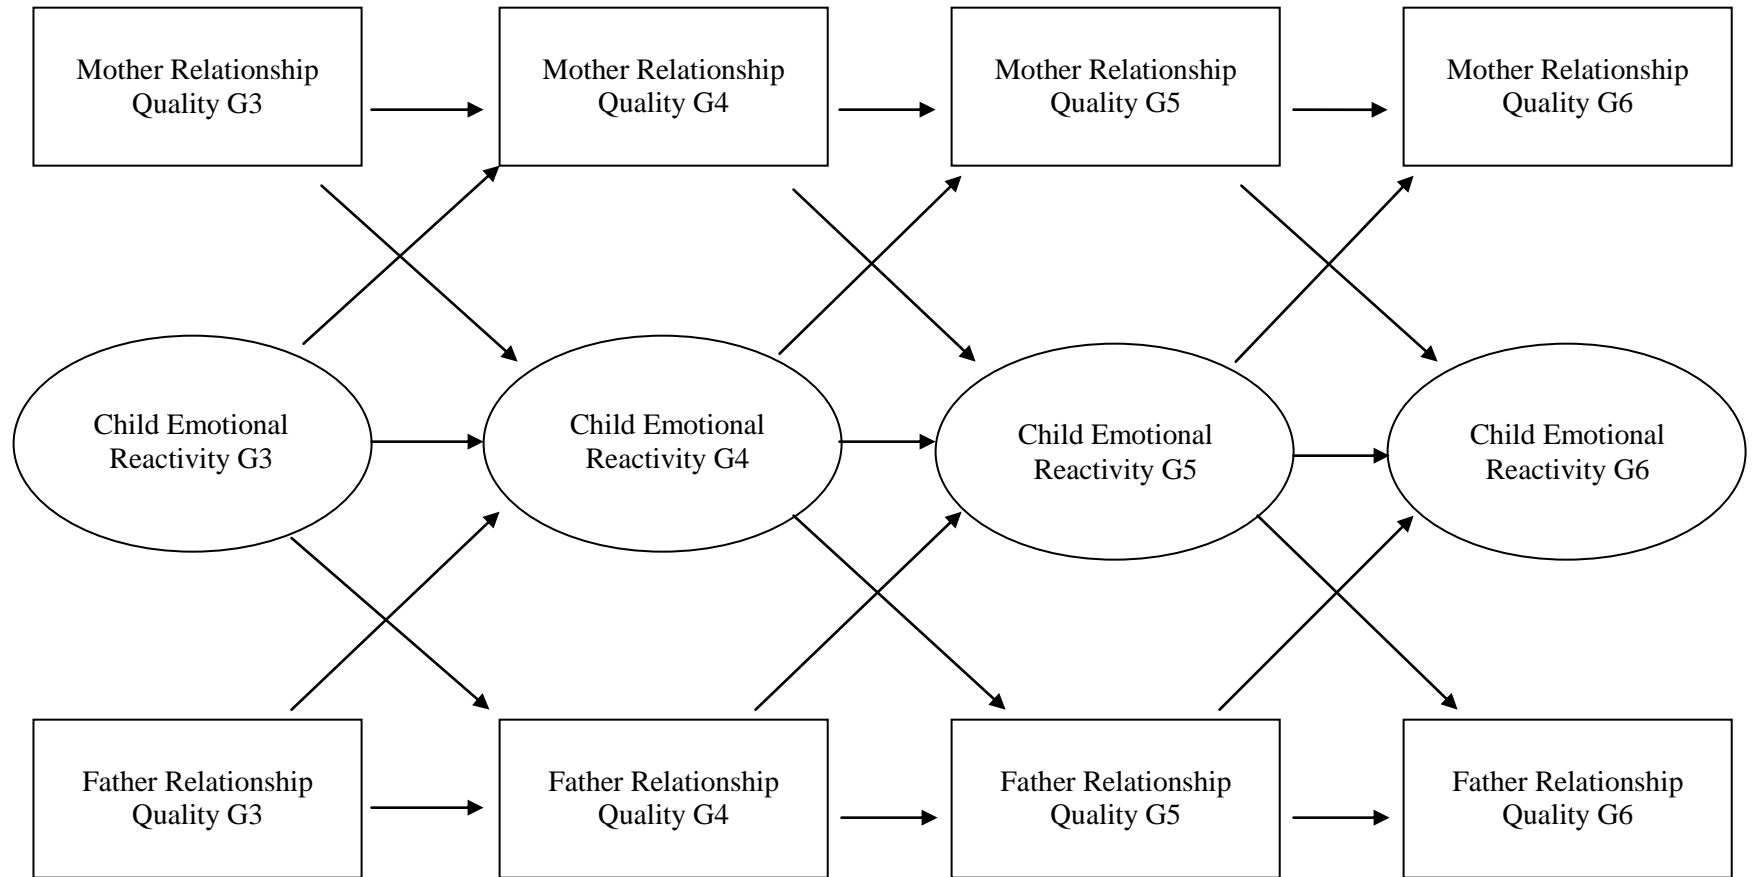 Mother Relationship
Quality G3
Mother Relationship
Quality G4
Mother Relationship
Quality G5
Mother Relationship
Quality G6
Child Emotional
Reactivity G3
Child Emotional
Reactivity G4
Child Emotional
Reactivity G5
Child Emotional
Reactivity G6
Father Relationship
Quality G3
Father Relationship
Quality G4
Father Relationship
Quality G5
Father Relationship
Quality G6